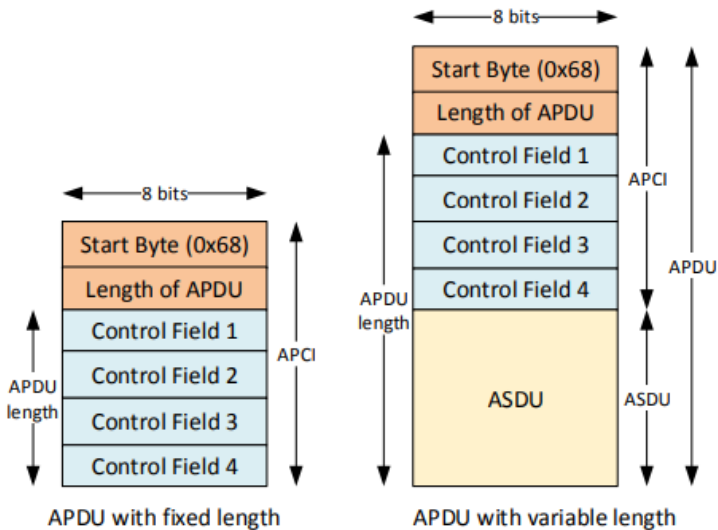 8 bits
Start Byte (0x68)
Length of APDU
Control Field 1
Control Field 2
Control Field 3
Control Field 4
APDU
length
APCI
APDU with fixed length
8 bits
Start Byte (0x68)
Length of APDU
Control Field 1
Control Field 2
Control Field 3
Control Field 4
ASDU
APDU
length
APCI
ASDU
APDU
APDU with variable length